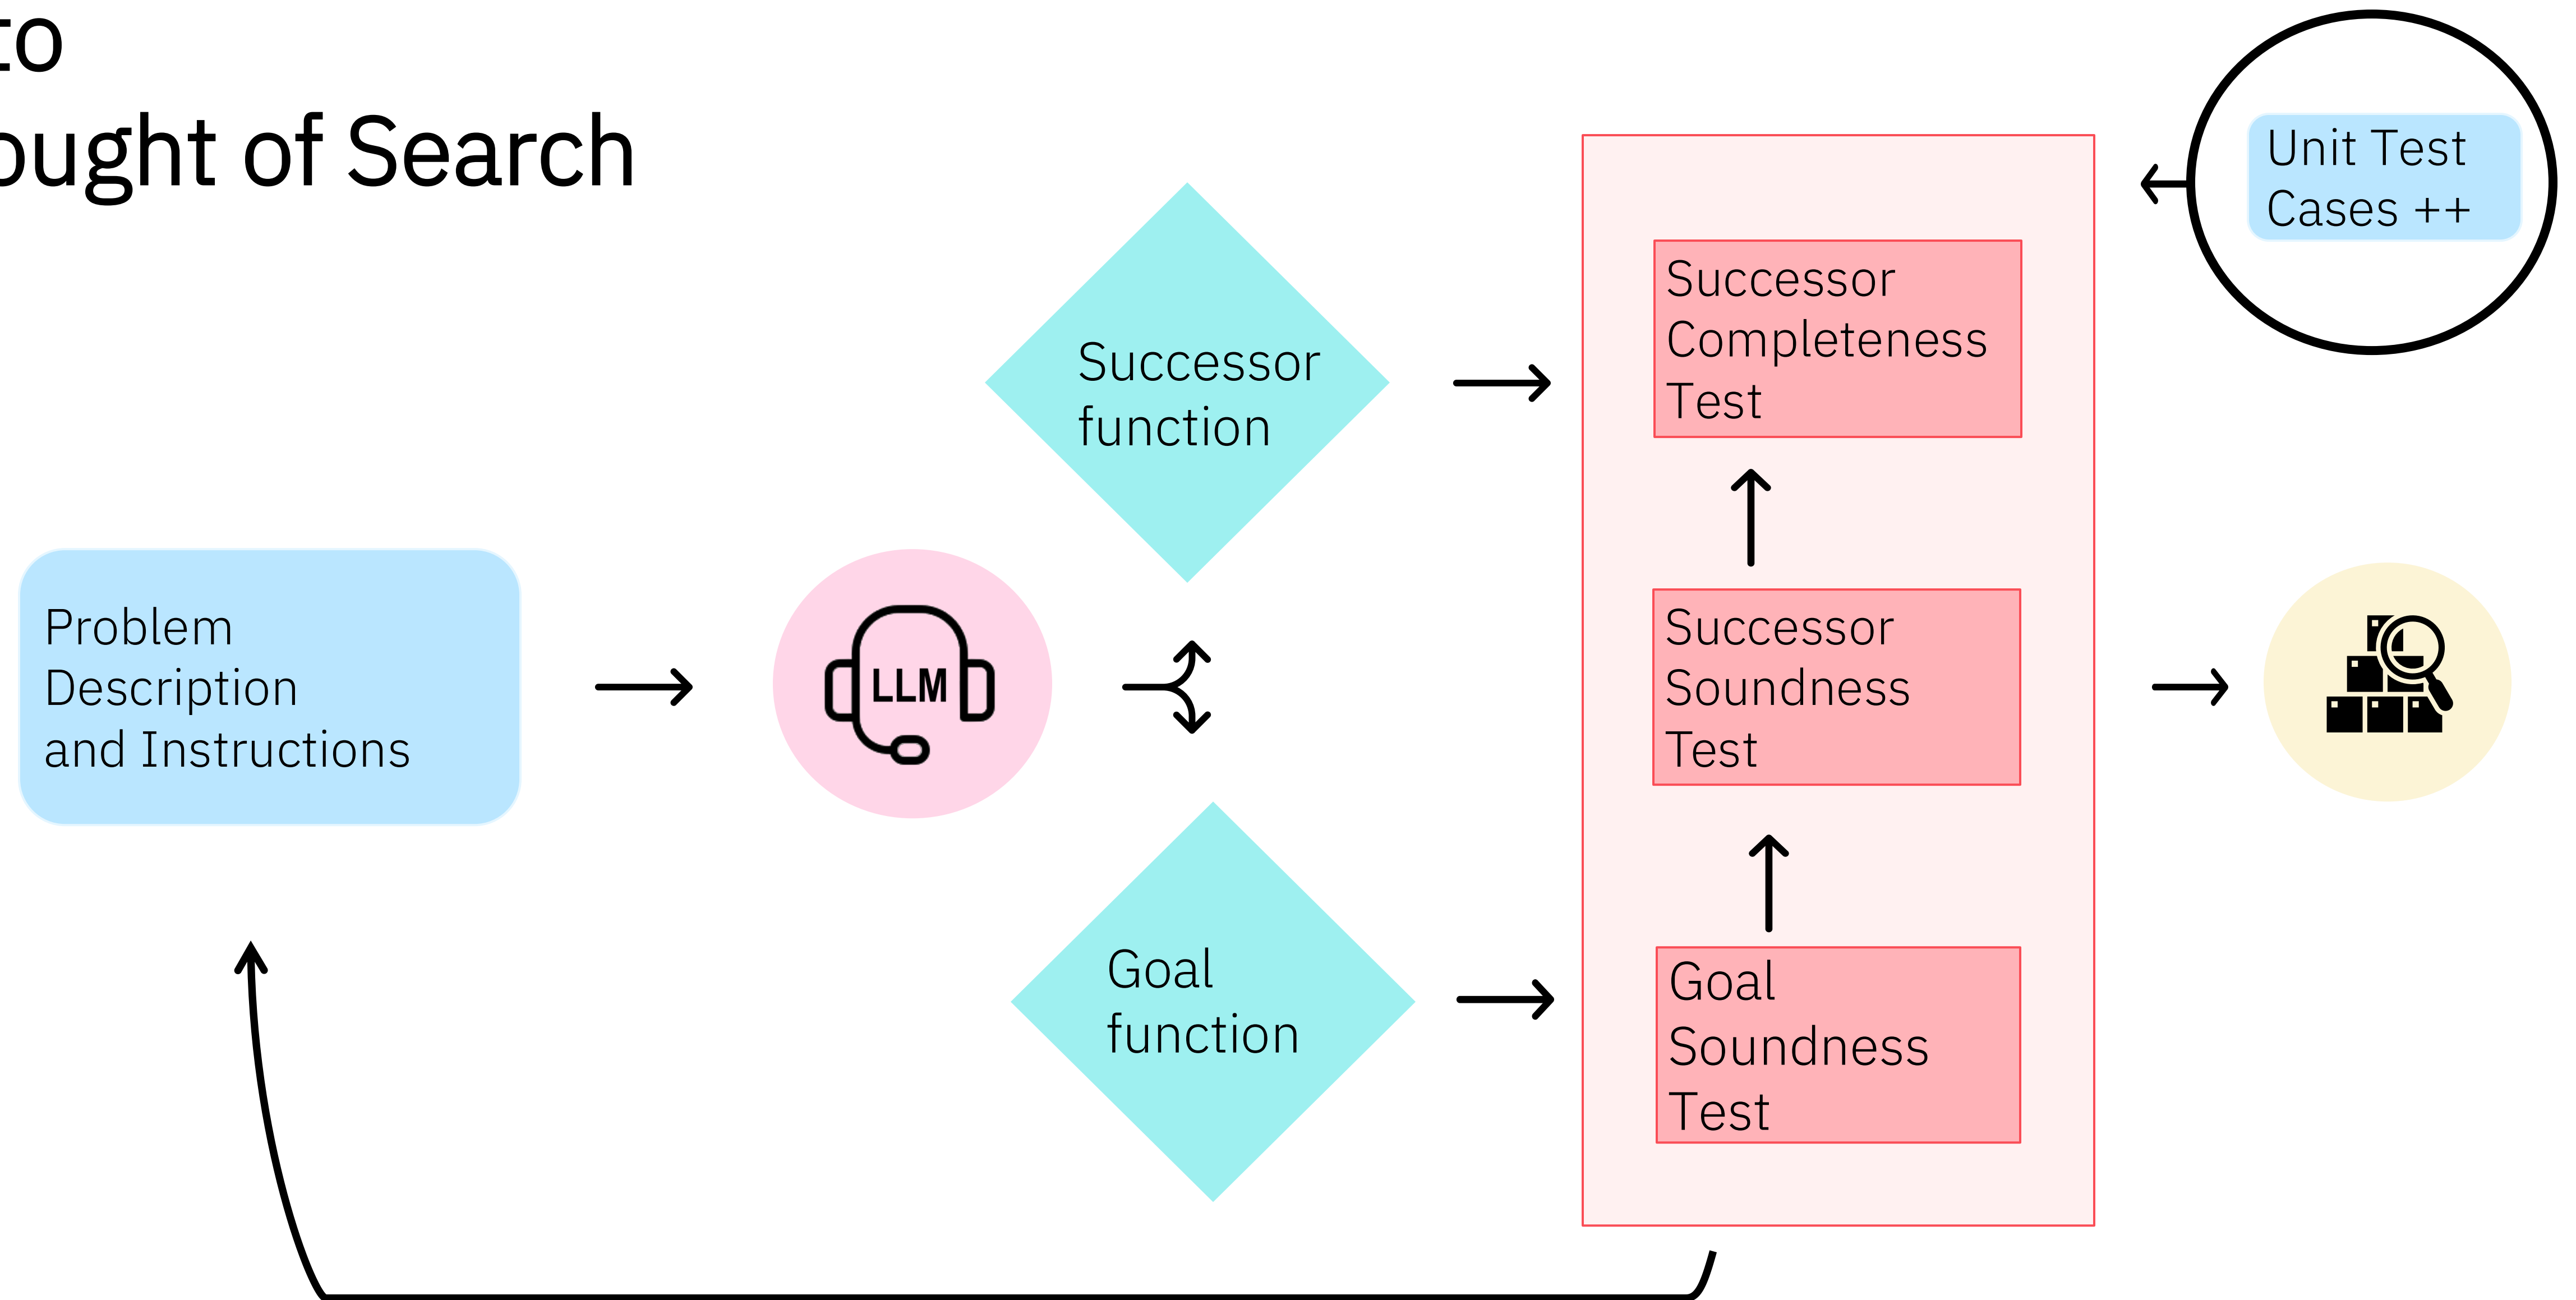 to
ought of Search
Unit Test
Cases ++
Successor
function
Successor
Completeness
Test
Problem
Description
and Instructions
LLM
Successor
Soundness
Test
Goal
function
Goal
Soundness
Test